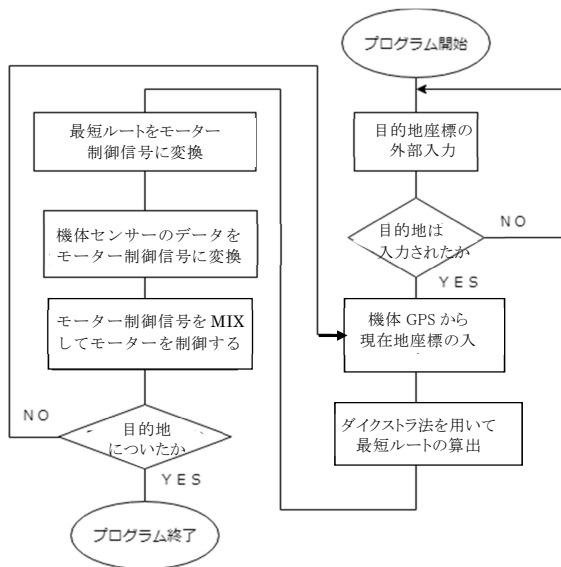 プログラム開始
目的地座標の
外部入力
目的地は
入力されたか
NO
YES
機体 GPS から
現在地座標の入
ダイクストラ法を用いて
最短ルートの算出
最短ルートをモーター
制御信号に変換
機体センサーのデータを
モーター制御信号に変換
モーター制御信号を MIX
してモーターを制御する
目的地
についたか
NO
YES
プログラム終了